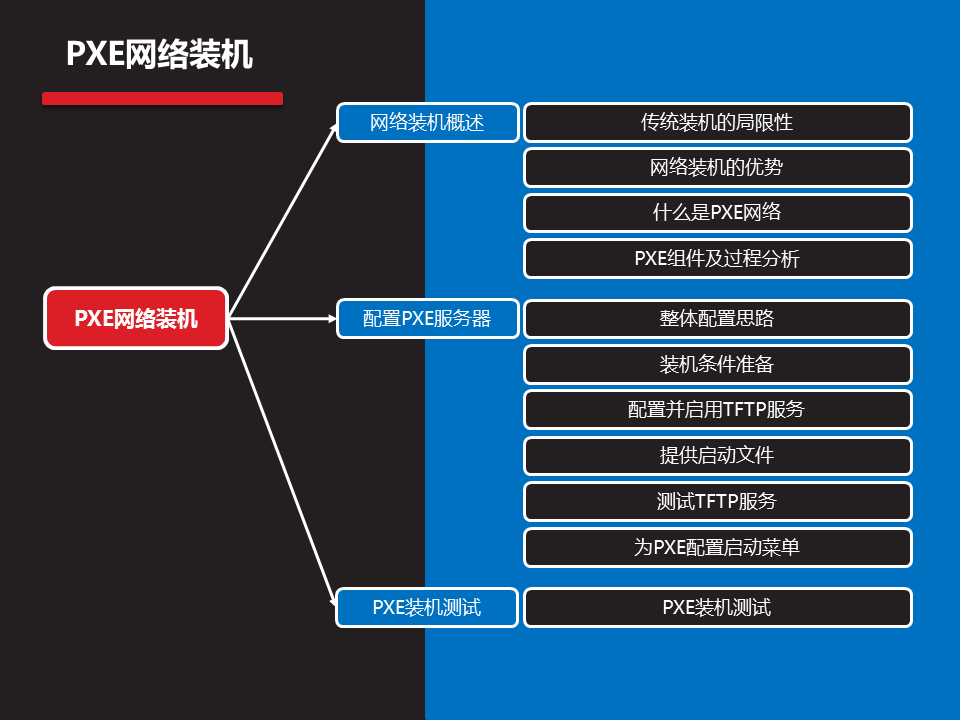 PXE网络装机
网络装机概述
传统装机的局限性
网络装机的优势
什么是PXE网络
PXE组件及过程分析
PXE网络装机
配置PXE服务器
整体配置思路
装机条件准备
配置并启用TFTP服务
提供启动文件
测试TFTP服务
为PXE配置启动菜单
PXE装机测试
PXE装机测试